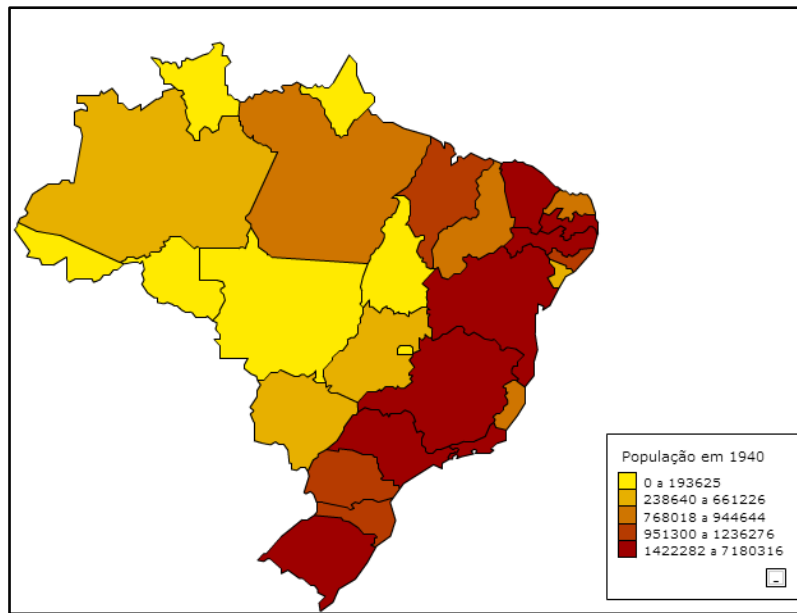 População em 1940
0 a 193625
238640 a 661226
768018 a 944644
951300 a 1236276
1422282 a 7180316